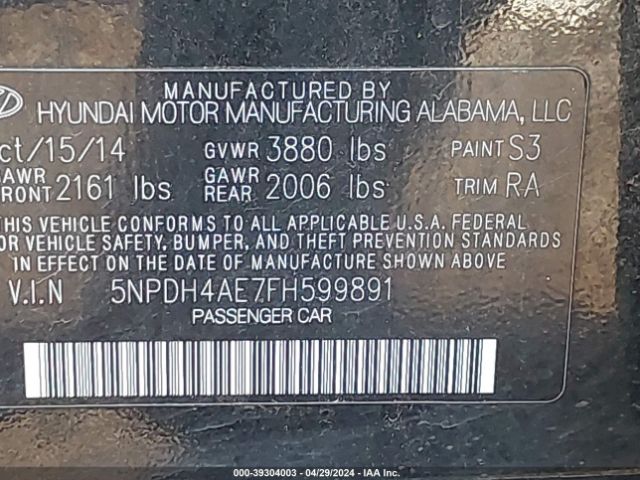 MANUFACTURED BY
HYUNDAI MOTOR MANUFACTURING ALABAMA, LLC
ct/15/14 GVWR 3880 lbs PAINT S3
GAWR FRONT 2161 lbs GAWR REAR 2006 lbs TRIM RA
THIS VEHICLE CONFORMS TO ALL APPLICABLE U.S.A. FEDERAL
OR VEHICLE SAFETY, BUMPER, AND THEFT PREVENTION STANDARDS
IN EFFECT ON THE DATE OF MANUFACTURE SHOWN ABOVE
V.I.N 5NPDH4AE7FH599891
PASSENGER CAR
000-39304003 - 04/29/2024 - IAA Inc.